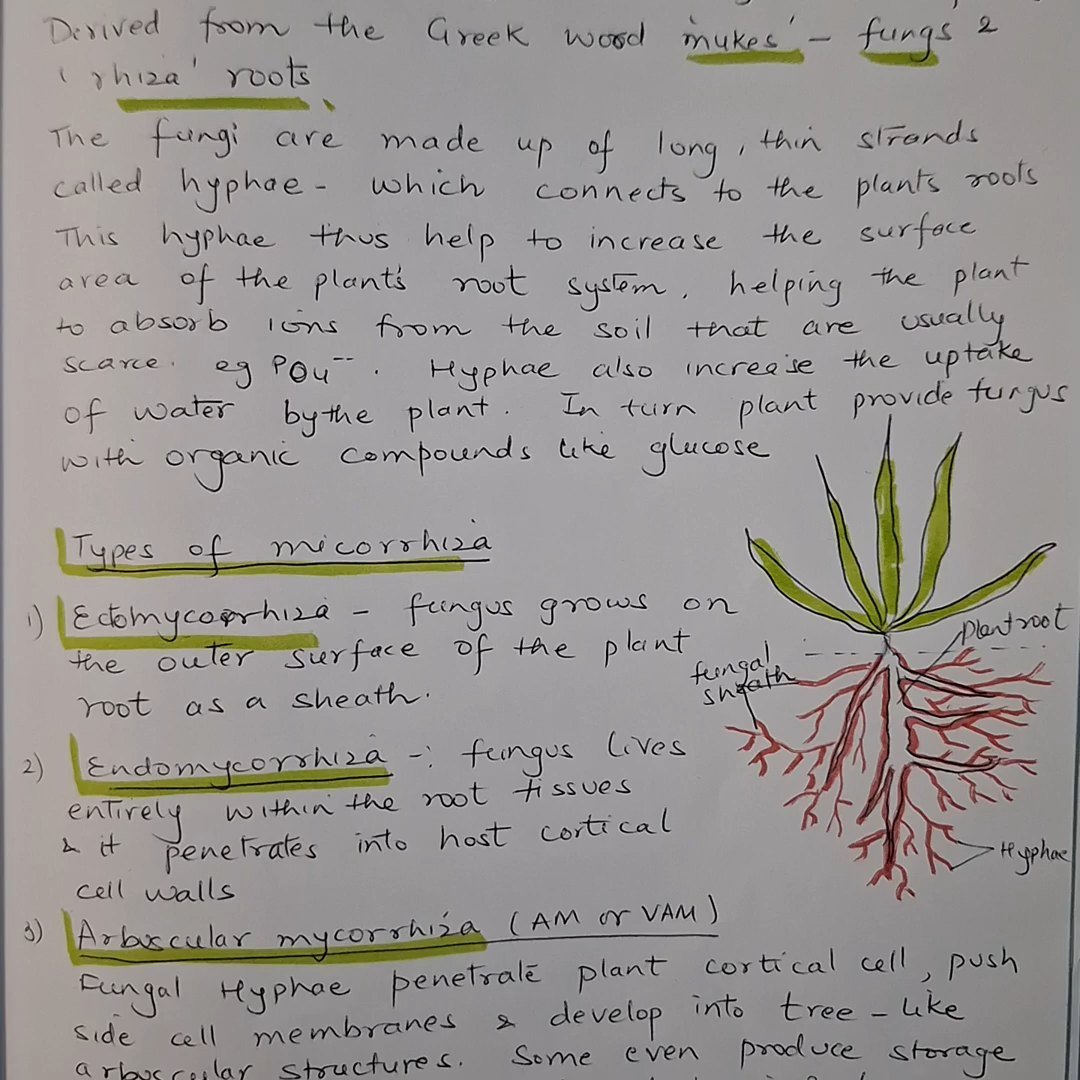 Derived from the Greek word 'mukes' - fungs &
'rhiza' roots.
The fungi are made up of long, thin strands
called hyphae - which connects to the plants roots
This hyphae thus help to increase the surface
area of the plant's root system, helping the plant
to absorb ions from the soil that are usually
scarce. eg PO4--. Hyphae also increase the uptake
of water by the plant. In turn plant provide fungus
with organic compounds like glucose
Types of micorrhiza
1) Ectomycorrhiza - fungus grows on
the outer surface of the plant
root as a sheath.
plant root
fungal
sheath
2) Endomycorrhiza -: fungus lives
entirely within the root tissues
& it penetrates into host cortical
cell walls
Hyphae
3) Arbuscular mycorrhiza (AM or VAM)
Fungal Hyphae penetrate plant cortical cell, push
side cell membranes & develop into tree - like
arbuscular structures. Some even produce storage